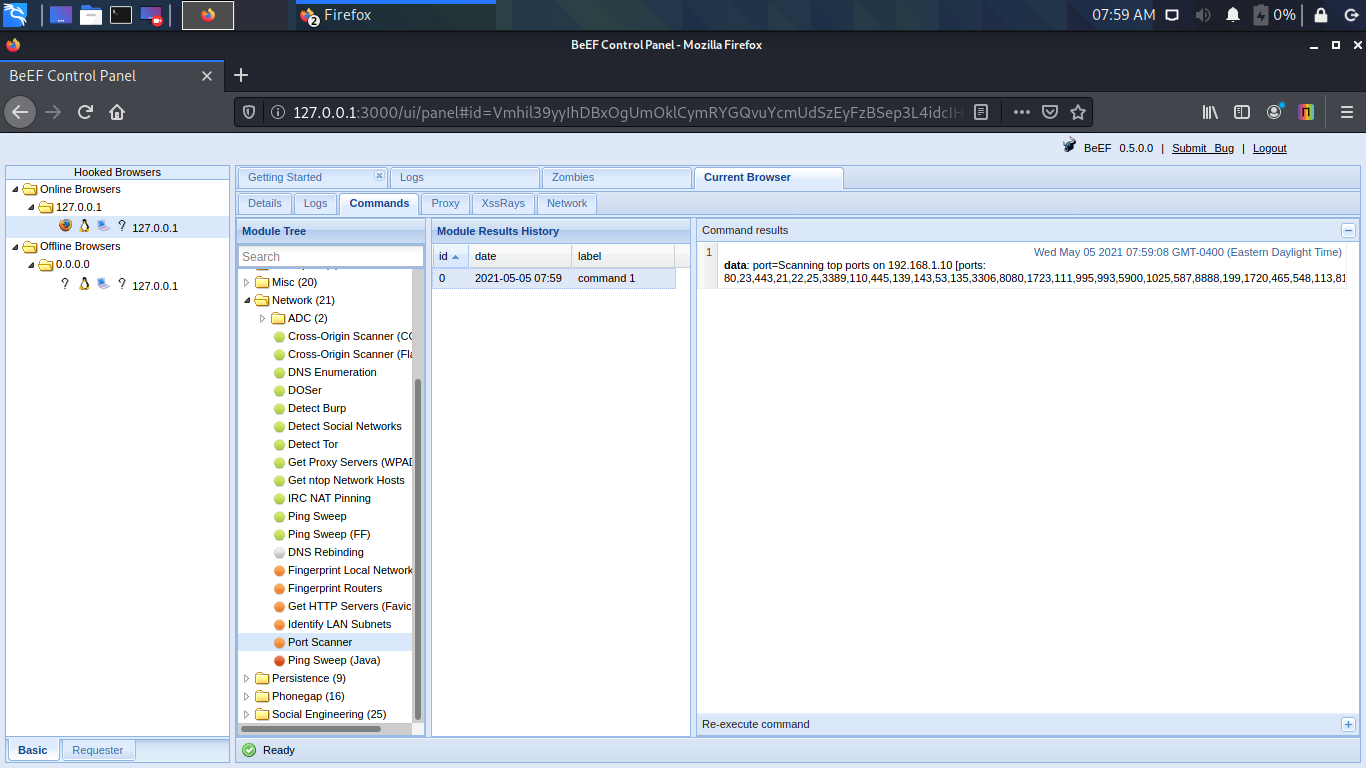 Firefox
2
07:59 AM
0%
BeEF Control Panel - Mozilla Firefox
BeEF Control Panel
127.0.0.1:3000/ui/panel#id=
BeEF 0.5.0.0 | Submit Bug | Logout
Hooked Browsers
Online Browsers
127.0.0.1
? 127.0.0.1
Offline Browsers
0.0.0.0
? ? 127.0.0.1
Basic
Requester
Getting Started
Logs
Zombies
Current Browser
Details
Logs
Commands
Proxy
XssRays
Network
Module Tree
Search
Misc (20)
Network (21)
ADC (2)
Cross-Origin Scanner (CO
Cross-Origin Scanner (Fla
DNS Enumeration
DOSer
Detect Burp
Detect Social Networks
Detect Tor
Get Proxy Servers (WPAD
Get ntop Network Hosts
IRC NAT Pinning
Ping Sweep
Ping Sweep (FF)
DNS Rebinding
Fingerprint Local Network
Fingerprint Routers
Get HTTP Servers (Favic
Identify LAN Subnets
Port Scanner
Ping Sweep (Java)
Persistence (9)
Phonegap (16)
Social Engineering (25)
Module Results History
id date label
0 2021-05-05 07:59 command 1
Command results
1
Wed May 05 2021 07:59:08 GMT-0400 (Eastern Daylight Time)
data: port=Scanning top ports on 192.168.1.10 [ports:
80,23,443,21,22,25,3389,110,445,139,143,53,135,3306,8080,1723,111,995,993,5900,1025,587,8888,199,1720,465,548,113,81
Re-execute command
Ready